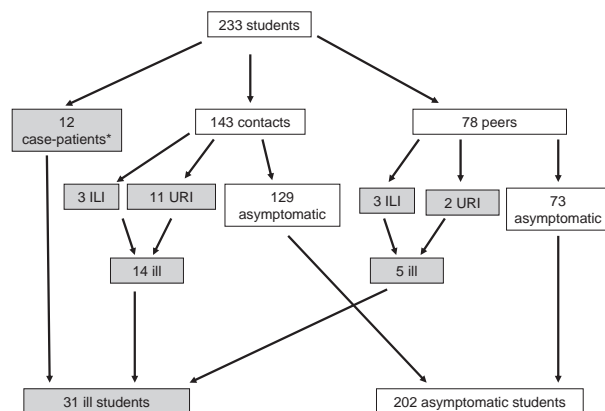 233 students
12
case-patients*
143 contacts
78 peers
3 ILI
11 URI
129
asymptomatic
3 ILI
2 URI
73
asymptomatic
14 ill
5 ill
31 ill students
202 asymptomatic students